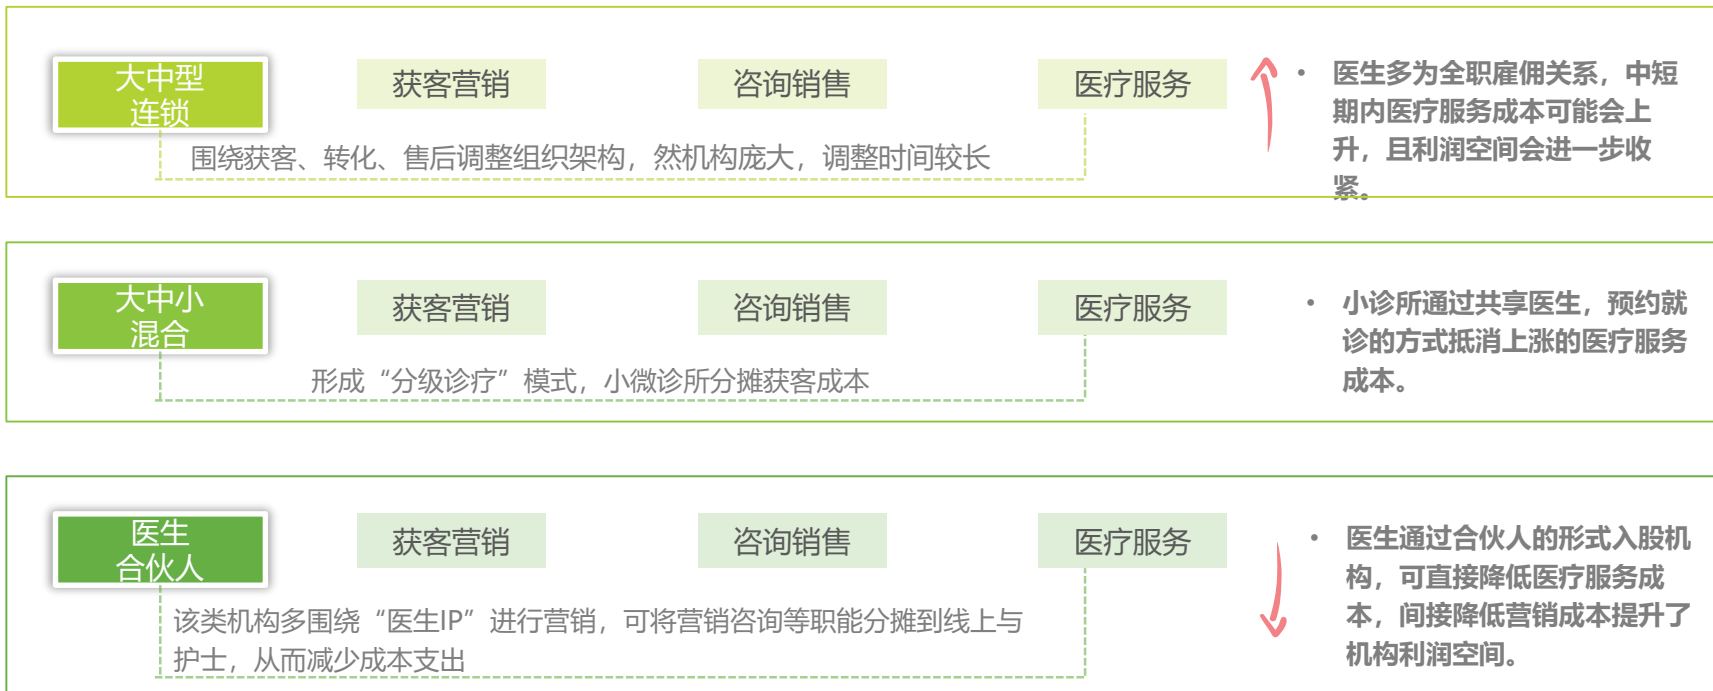 大中型
连锁
获客营销
咨询销售
医疗服务
围绕获客、转化、售后调整组织架构，然机构庞大，调整时间较长
• 医生多为全职雇佣关系，中短
期内医疗服务成本可能会上
升，且利润空间会进一步收
紧。
大中小
混合
获客营销
咨询销售
医疗服务
形成“分级诊疗”模式，小微诊所分摊获客成本
• 小诊所通过共享医生，预约就
诊的方式抵消上涨的医疗服务
成本。
医生
合伙人
获客营销
咨询销售
医疗服务
该类机构多围绕“医生IP”进行营销，可将营销咨询等职能分摊到线上与
护士，从而减少成本支出
• 医生通过合伙人的形式入股机
构，可直接降低医疗服务成
本，间接降低营销成本提升了
机构利润空间。